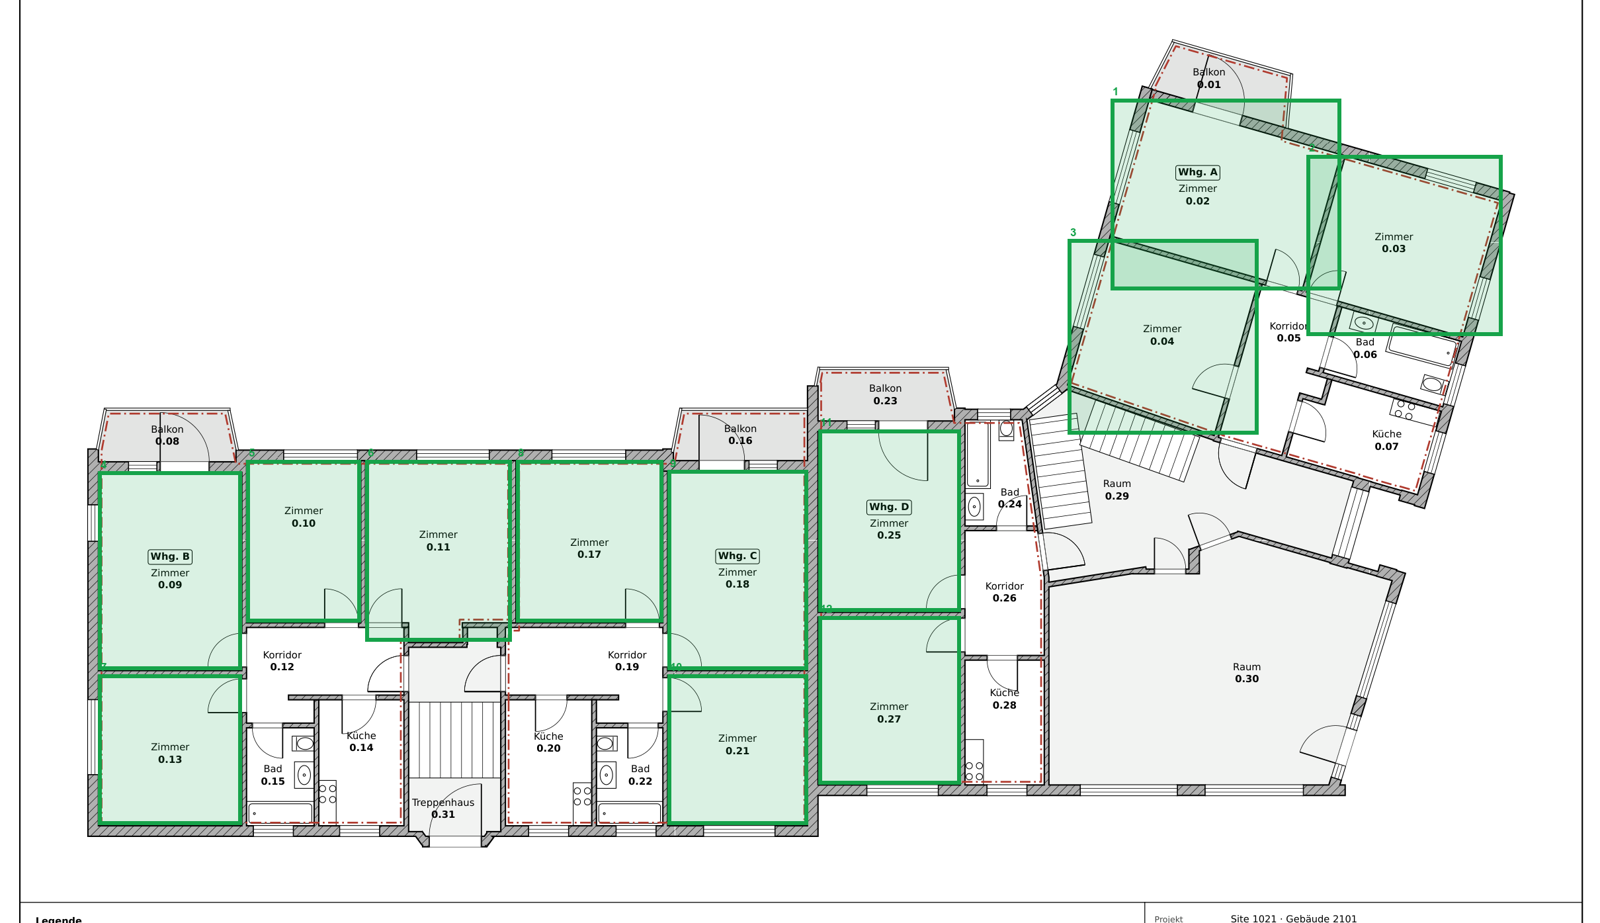 Balkon
0.01
1
Whg. A
Zimmer
0.02
Zimmer
0.03
3
Zimmer
0.04
Korridor
0.05
Bad
0.06
Küche
0.07
Balkon
0.08
Balkon
0.16
Balkon
0.23
Whg. B
Zimmer
0.09
Zimmer
0.10
Zimmer
0.11
Zimmer
0.17
Whg. C
Zimmer
0.18
11
Whg. D
Zimmer
0.25
Bad
0.24
Raum
0.29
Korridor
0.12
Korridor
0.19
10
12
Korridor
0.26
Zimmer
0.13
Küche
0.14
Bad
0.15
Treppenhaus
0.31
Küche
0.20
Bad
0.22
Zimmer
0.21
Zimmer
0.27
Küche
0.28
Raum
0.30
Legende
Projekt
Site 1021 · Gebäude 2101